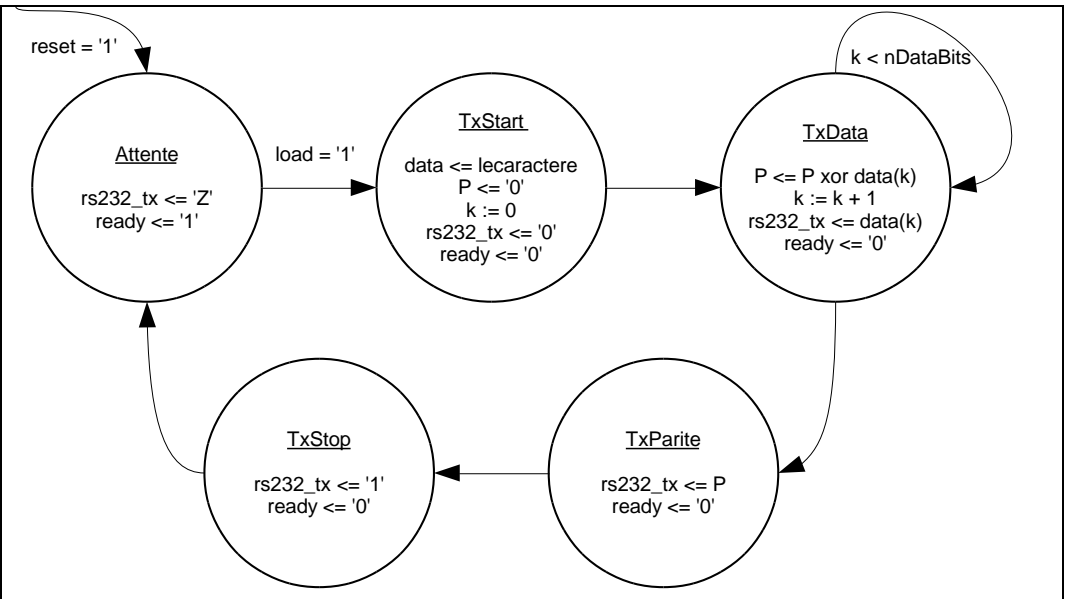 reset = '1'
Attente
rs232_tx <= 'Z'
ready <= '1'
load = '1'
TxStart
data <= lecaractere
P <= '0'
k := 0
rs232_tx <= '0'
ready <= '0'
k < nDataBits
TxData
P <= P xor data(k)
k := k + 1
rs232_tx <= data(k)
ready <= '0'
TxStop
rs232_tx <= '1'
ready <= '0'
TxParite
rs232_tx <= P
ready <= '0'